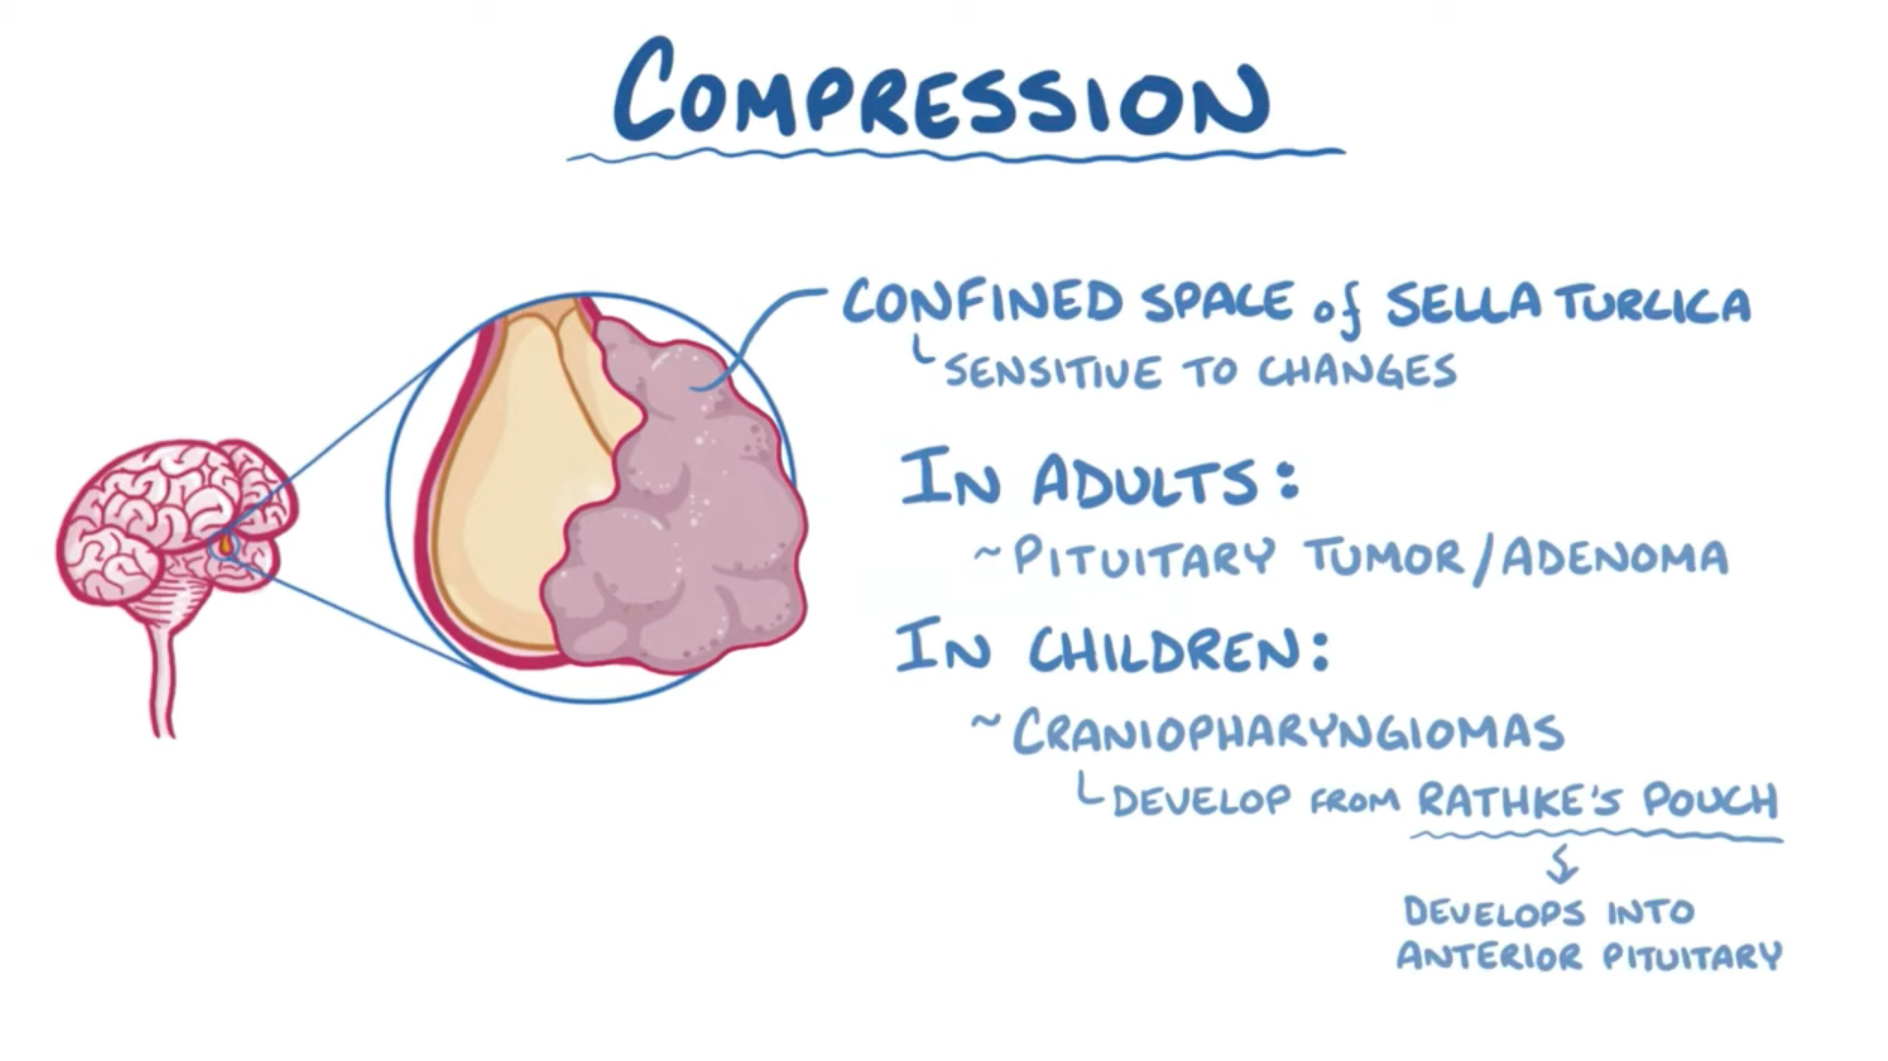 COMPRESSION
CONFINED SPACE of SELLA TURCICA
SENSITIVE TO CHANGES
IN ADULTS:
~ PITUITARY TUMOR/ADENOMA
IN CHILDREN:
~ CRANIOPHARYNGIOMAS
DEVELOP FROM RATHKE'S POUCH
DEVELOPS INTO
ANTERIOR PITUITARY